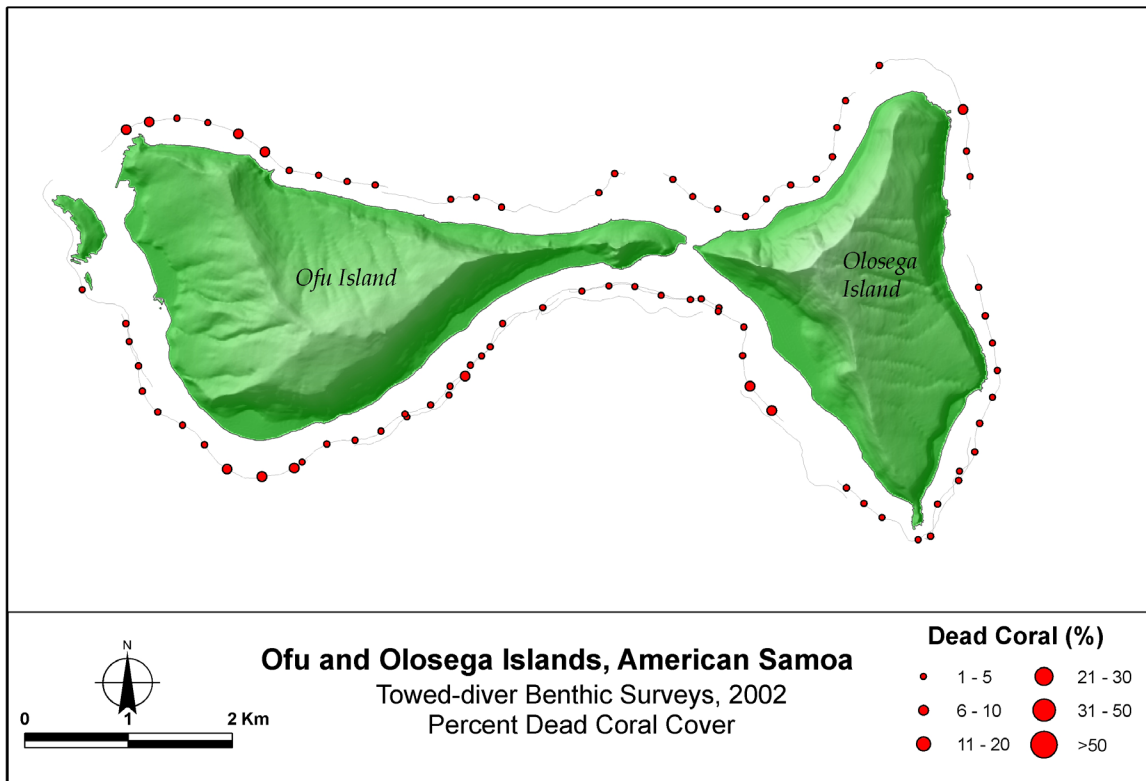 Ofu Island
Olosega
Island
N
0 1 2 Km
Ofu and Olosega Islands, American Samoa
Towed-diver Benthic Surveys, 2002
Percent Dead Coral Cover
Dead Coral (%)
1 - 5
6 - 10
11 - 20
21 - 30
31 - 50
>50